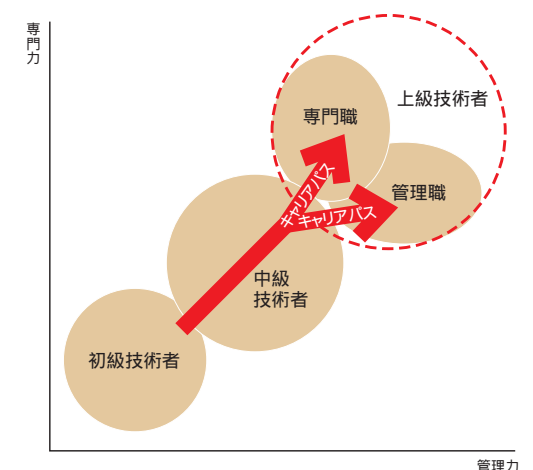 専門力
上級技術者
専門職
管理職
キャリアパス
キャリアパス
中級
技術者
初級技術者
管理力